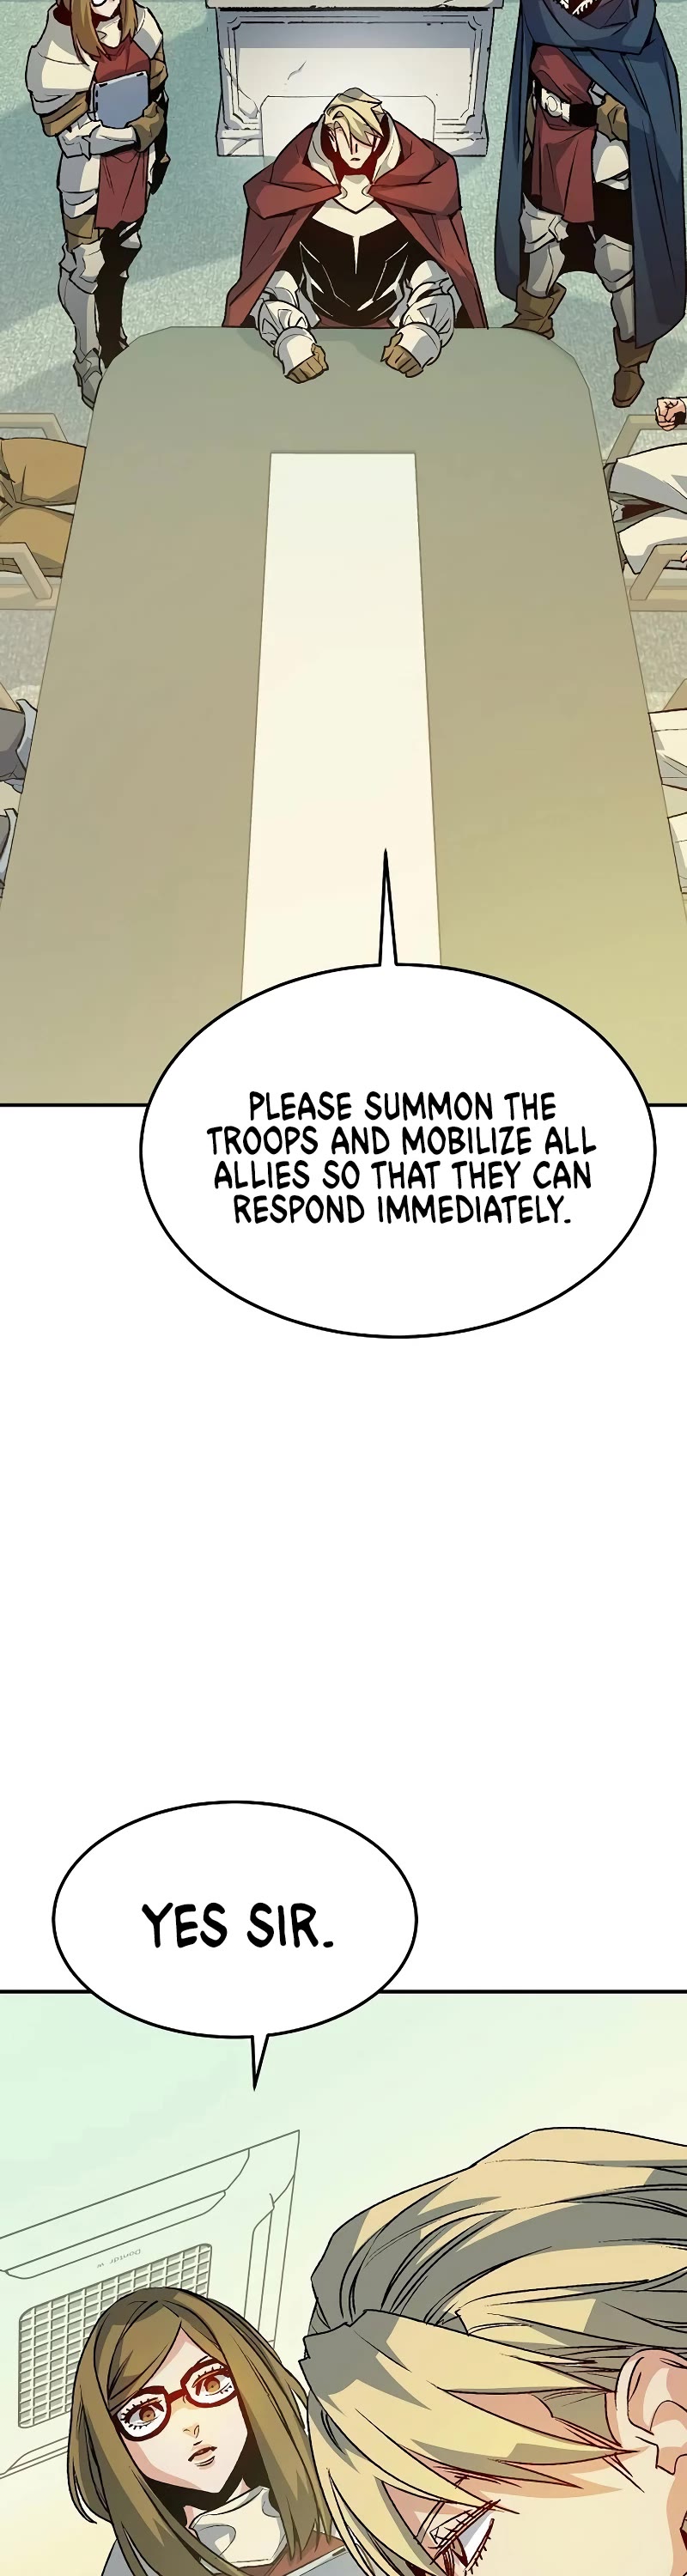 PLEASE SUMMON THE
TROOPS AND MOBILIZE ALL
ALLIES SO THAT THEY CAN
RESPOND IMMEDIATELY.
YES SIR.